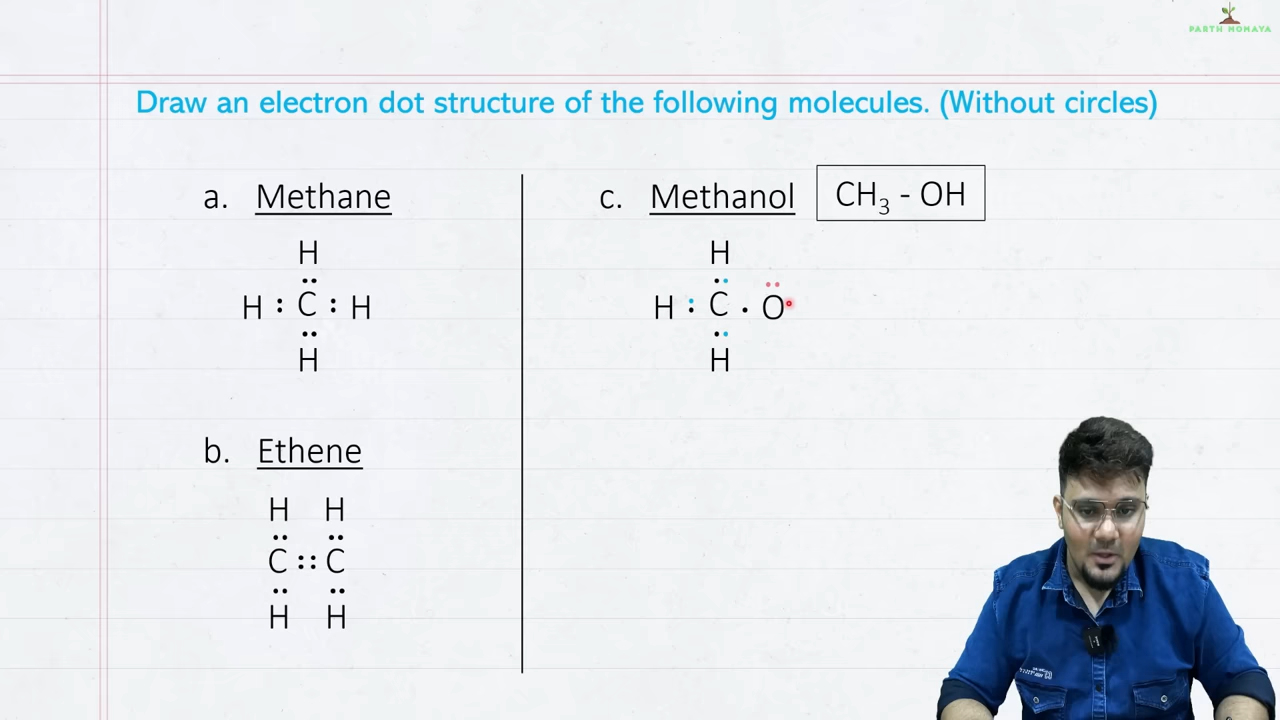 PARTH MOMAYA
Draw an electron dot structure of the following molecules. (Without circles)
a. Methane
H
H : C : H
H
b. Ethene
H H
C :: C
H H
c. Methanol CH₃ - OH
H
H : C · O
H